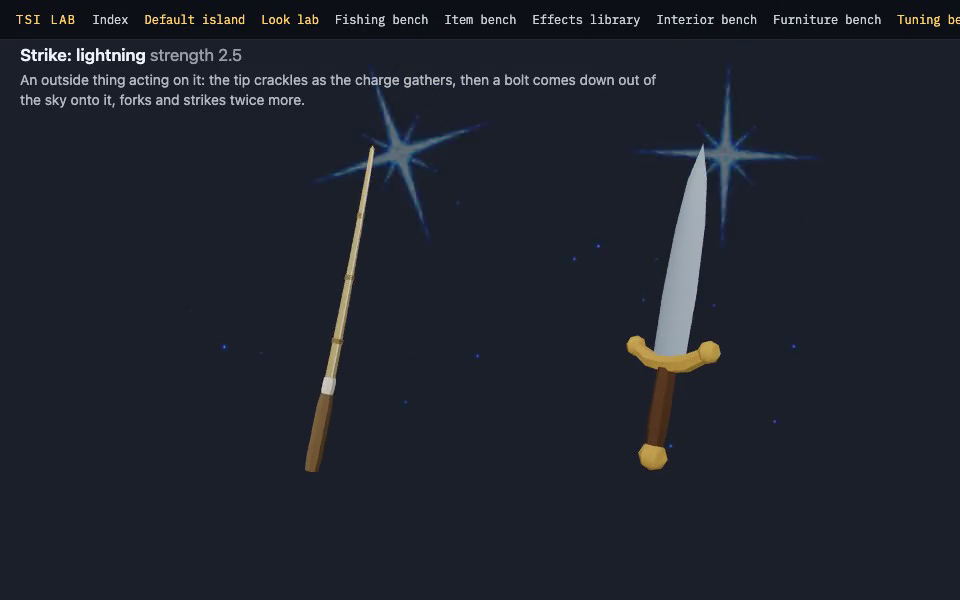 TSI LAB Index Default island Look lab Fishing bench Item bench Effects library Interior bench Furniture bench Tuning be
Strike: lightning strength 2.5
An outside thing acting on it: the tip crackles as the charge gathers, then a bolt comes down out of
the sky onto it, forks and strikes twice more.